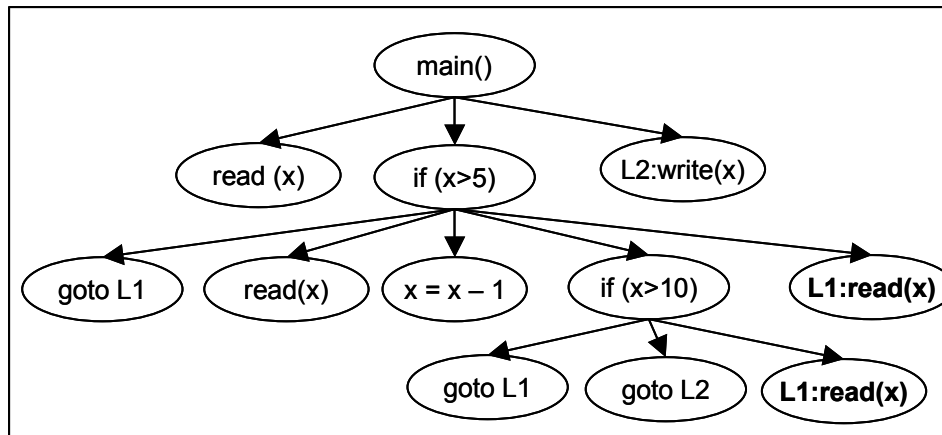 main()
read (x)
if (x>5)
L2:write(x)
goto L1
read(x)
x = x – 1
if (x>10)
L1:read(x)
goto L1
goto L2
L1:read(x)